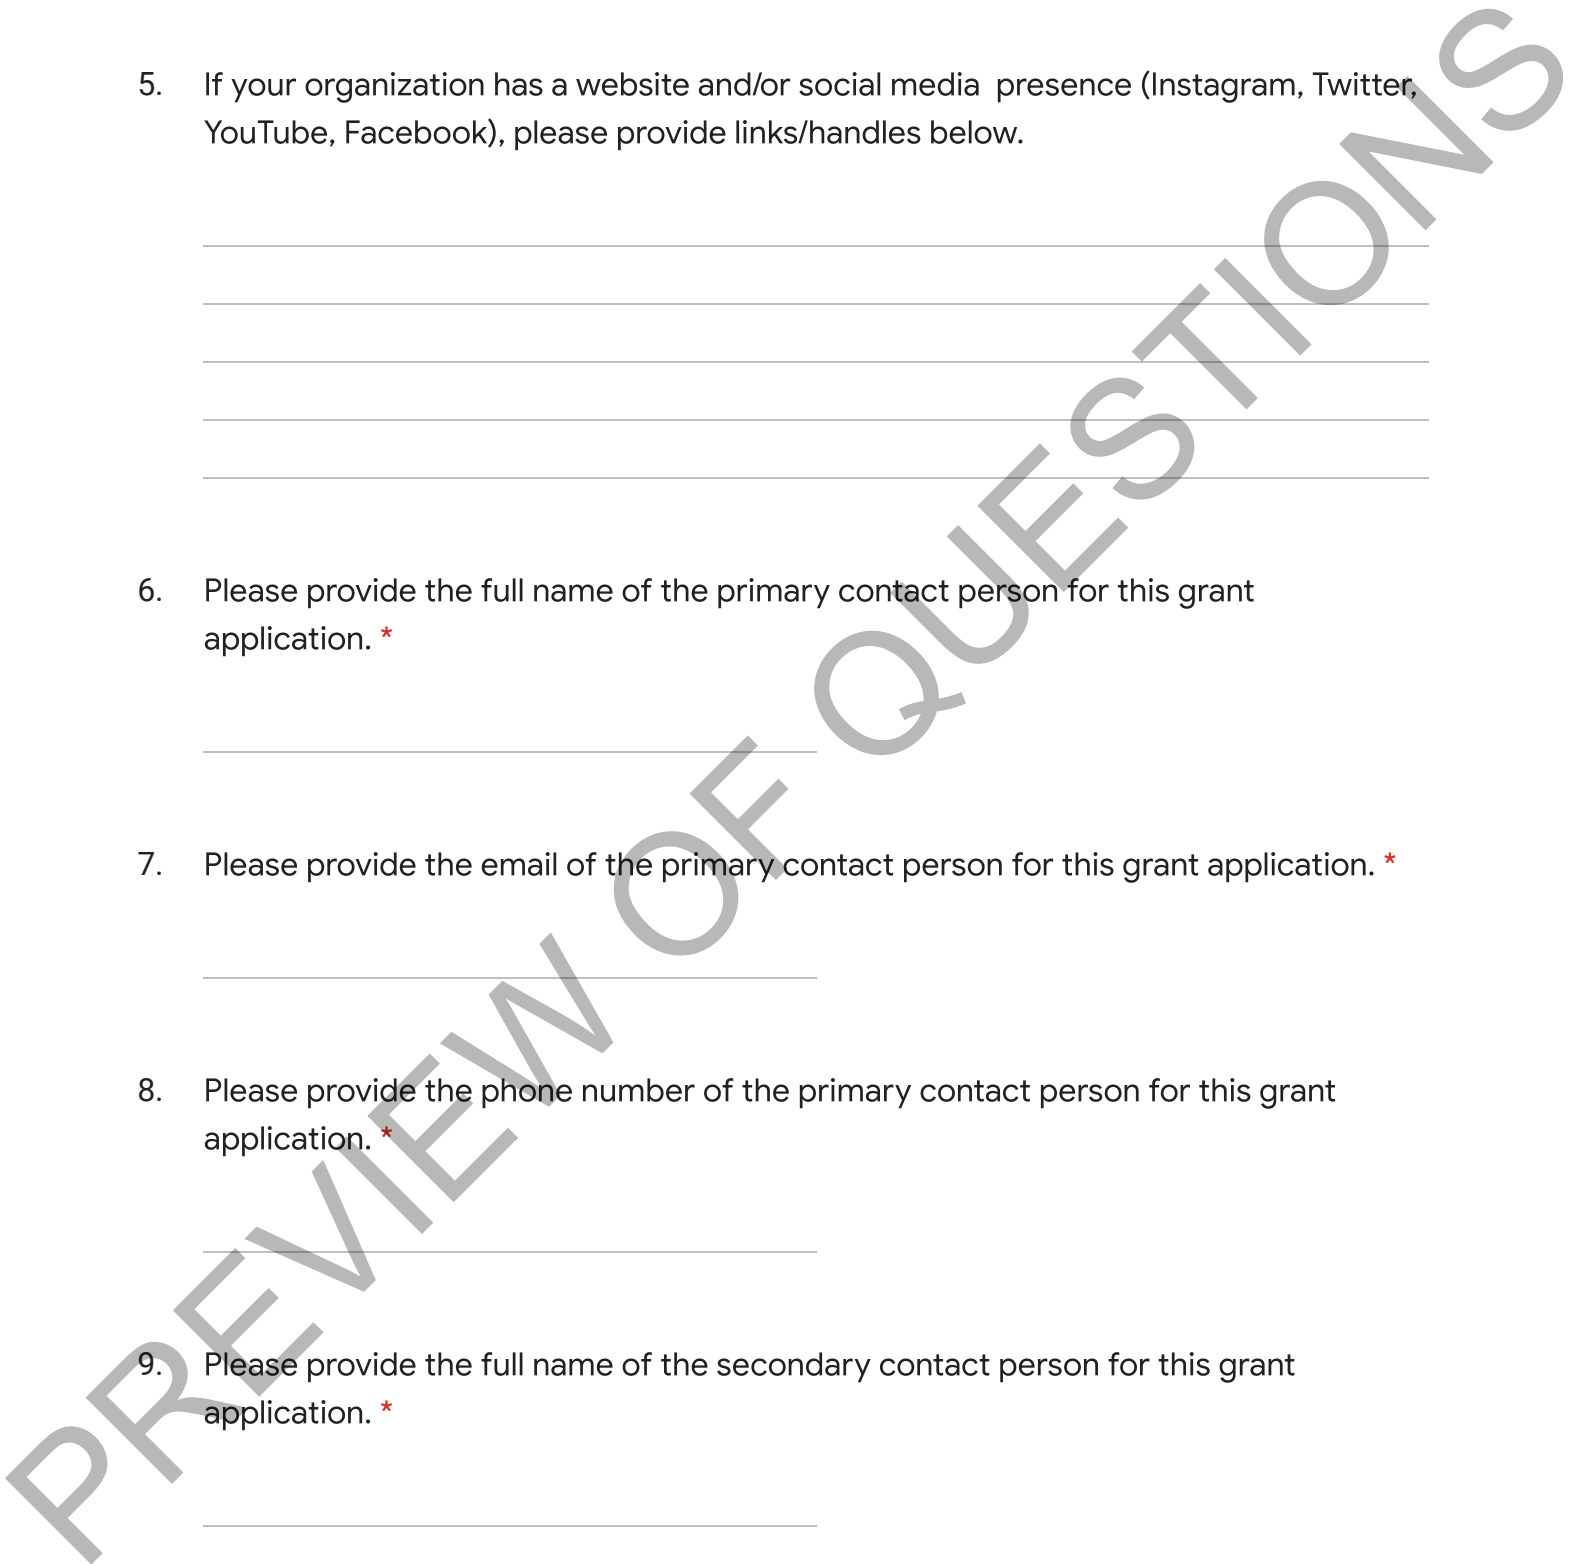 5. If your organization has a website and/or social media  presence (Instagram, Twitter,
YouTube, Facebook), please provide links/handles below.
6. Please provide the full name of the primary contact person for this grant
application. *
7. Please provide the email of the primary contact person for this grant application. *
8. Please provide the phone number of the primary contact person for this grant
application. *
9. Please provide the full name of the secondary contact person for this grant
application. *
PREVIEW OF QUESTIONS